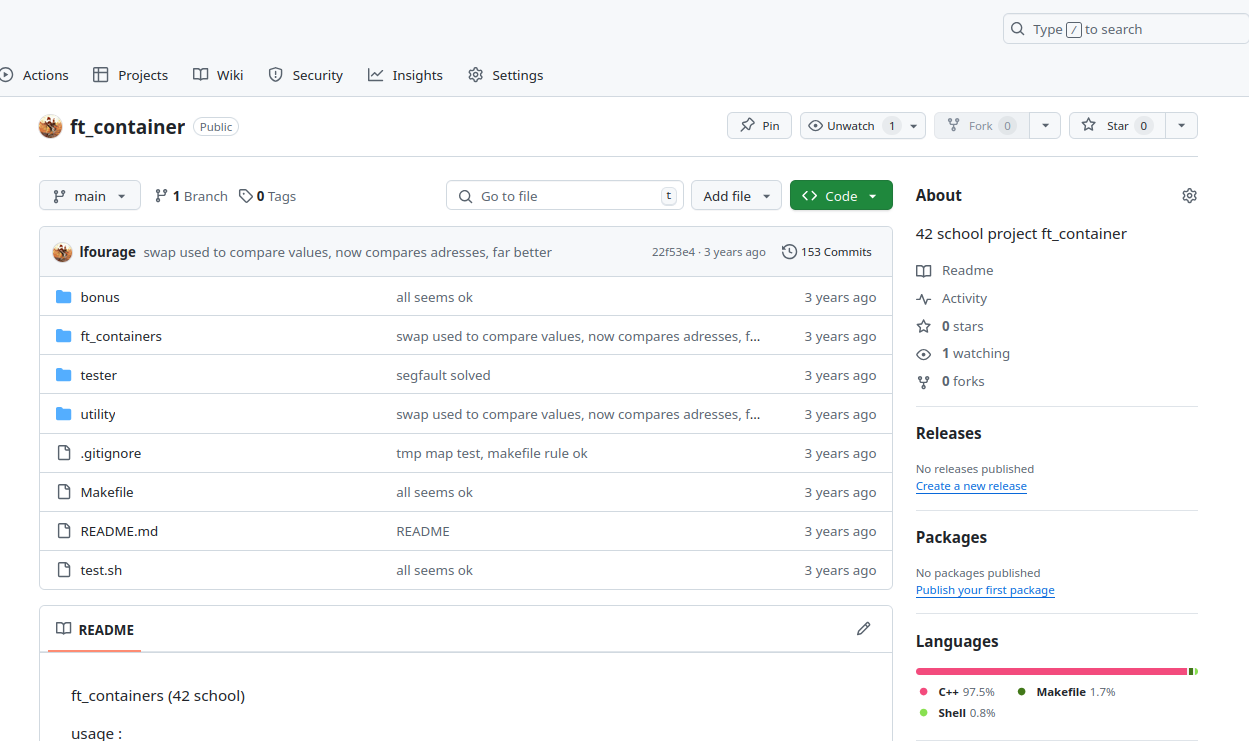 Type / to search
Actions Projects Wiki Security Insights Settings
ft_container Public
Pin Unwatch 1 Fork 0 Star 0
main 1 Branch 0 Tags Go to file t Add file Code
lfourage swap used to compare values, now compares adresses, far better 22f53e4 · 3 years ago 153 Commits
bonus all seems ok 3 years ago
ft_containers swap used to compare values, now compares adresses, f... 3 years ago
tester segfault solved 3 years ago
utility swap used to compare values, now compares adresses, f... 3 years ago
.gitignore tmp map test, makefile rule ok 3 years ago
Makefile all seems ok 3 years ago
README.md README 3 years ago
test.sh all seems ok 3 years ago
README
ft_containers (42 school)
usage :
About
42 school project ft_container
Readme
Activity
0 stars
1 watching
0 forks
Releases
No releases published
Create a new release
Packages
No packages published
Publish your first package
Languages
C++ 97.5% Makefile 1.7%
Shell 0.8%